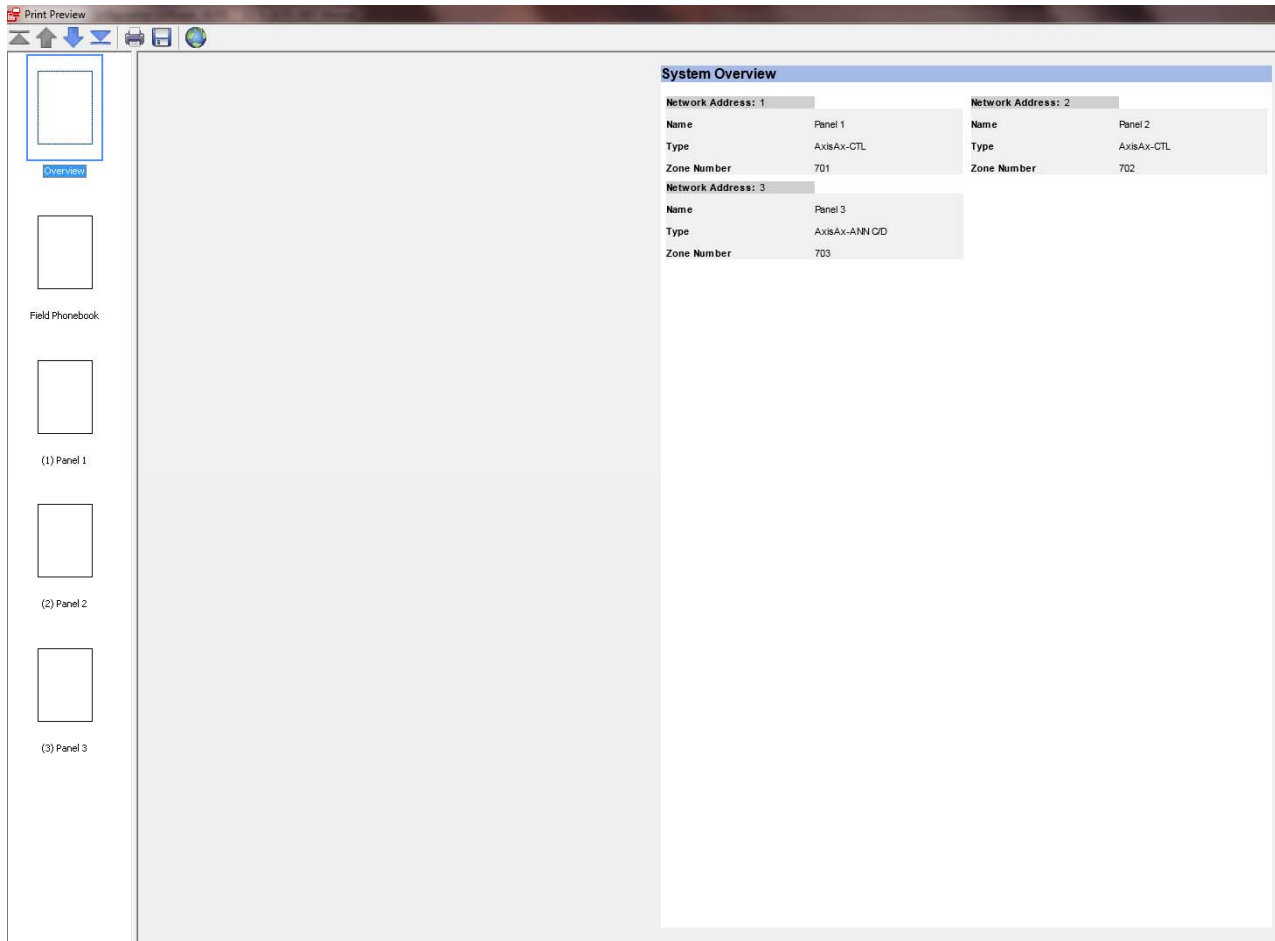 Print Preview
Overview
Field Phonebook
(1) Panel 1
(2) Panel 2
(3) Panel 3
System Overview
Network Address: 1
Name Panel 1
Type AxisAx-CTL
Zone Number 701
Network Address: 2
Name Panel 2
Type AxisAx-CTL
Zone Number 702
Network Address: 3
Name Panel 3
Type AxisAx-ANN C/D
Zone Number 703